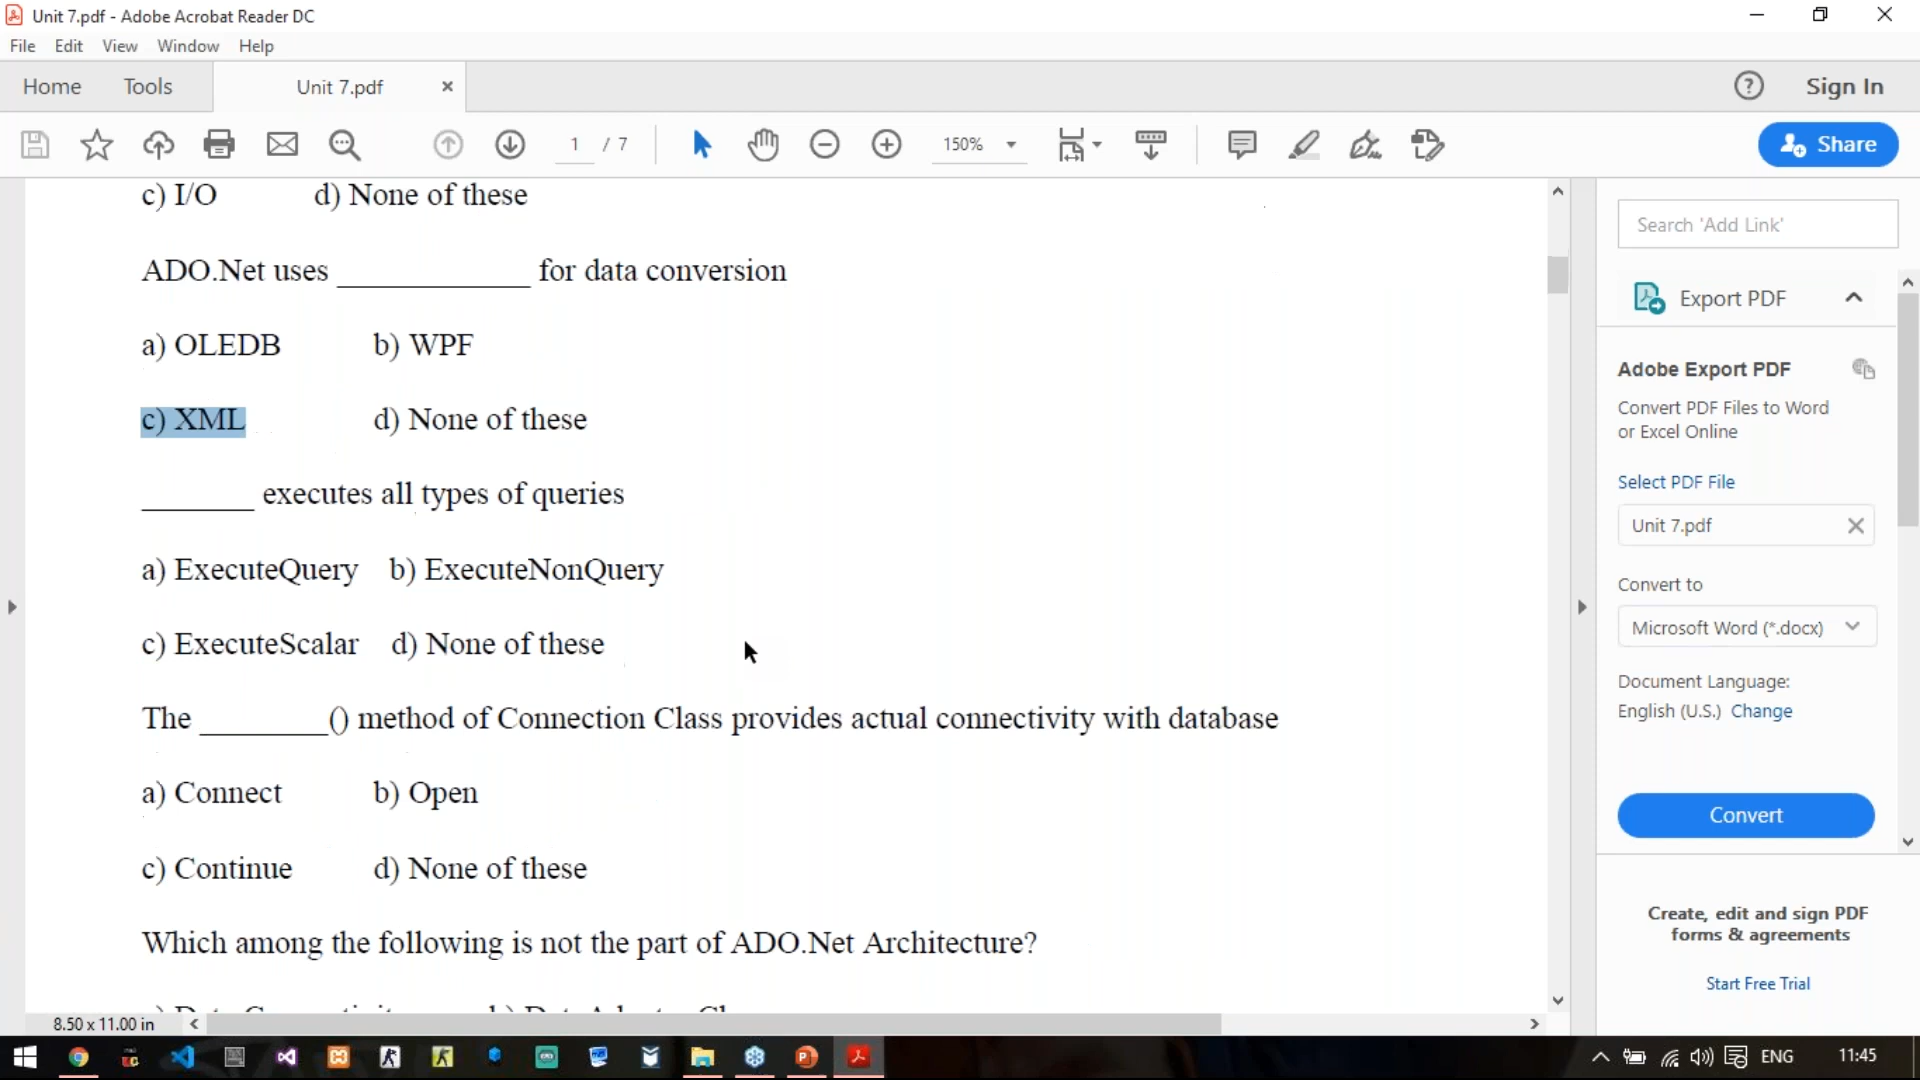 Unit 7.pdf - Adobe Acrobat Reader DC
File Edit View Window Help
Home Tools Unit 7.pdf
Sign In
1 / 7 150% Share
c) I/O d) None of these
ADO.Net uses ____________ for data conversion
a) OLEDB b) WPF
c) XML d) None of these
_______ executes all types of queries
a) ExecuteQuery b) ExecuteNonQuery
c) ExecuteScalar d) None of these
The ________() method of Connection Class provides actual connectivity with database
a) Connect b) Open
c) Continue d) None of these
Which among the following is not the part of ADO.Net Architecture?
8.50 x 11.00 in
Search 'Add Link'
Export PDF
Adobe Export PDF
Convert PDF Files to Word
or Excel Online
Select PDF File
Unit 7.pdf
Convert to
Microsoft Word (*.docx)
Document Language:
English (U.S.) Change
Convert
Create, edit and sign PDF
forms & agreements
Start Free Trial
ENG 11:45